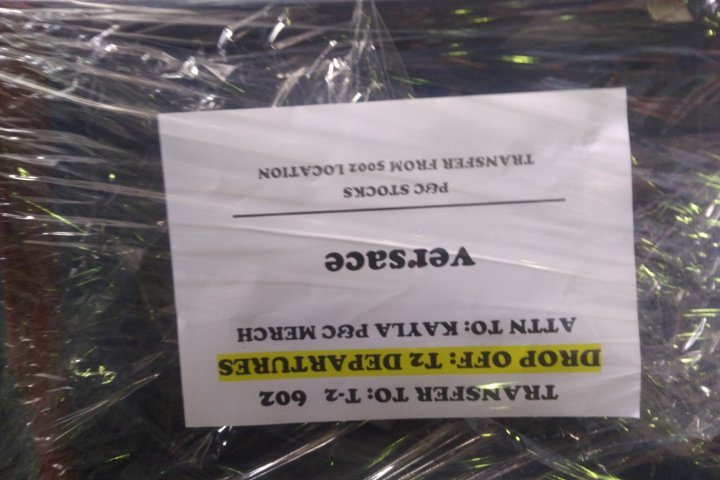 TRANSFER TO: T-2 602
DROP OFF: T2 DEPARTURES
ATTN TO: KAYLA P&C MERCH
versace
P&C STOCKS
TRANSFER FROM 5002 LOCATION